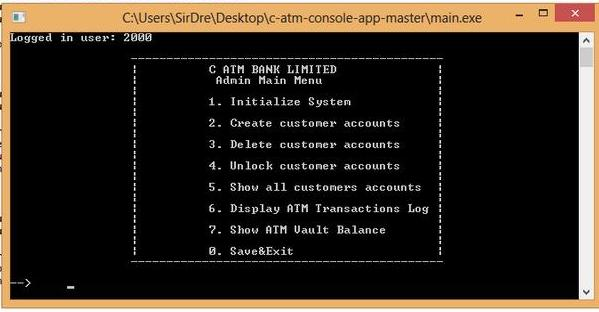 C:\Users\SirDre\Desktop\c-atm-console-app-master\main.exe
Logged in user: 2000
C ATM BANK LIMITED
Admin Main Menu
1. Initialize System
2. Create customer accounts
3. Delete customer accounts
4. Unlock customer accounts
5. Show all customers accounts
6. Display ATM Transactions Log
7. Show ATM Vault Balance
0. Save&Exit
-->